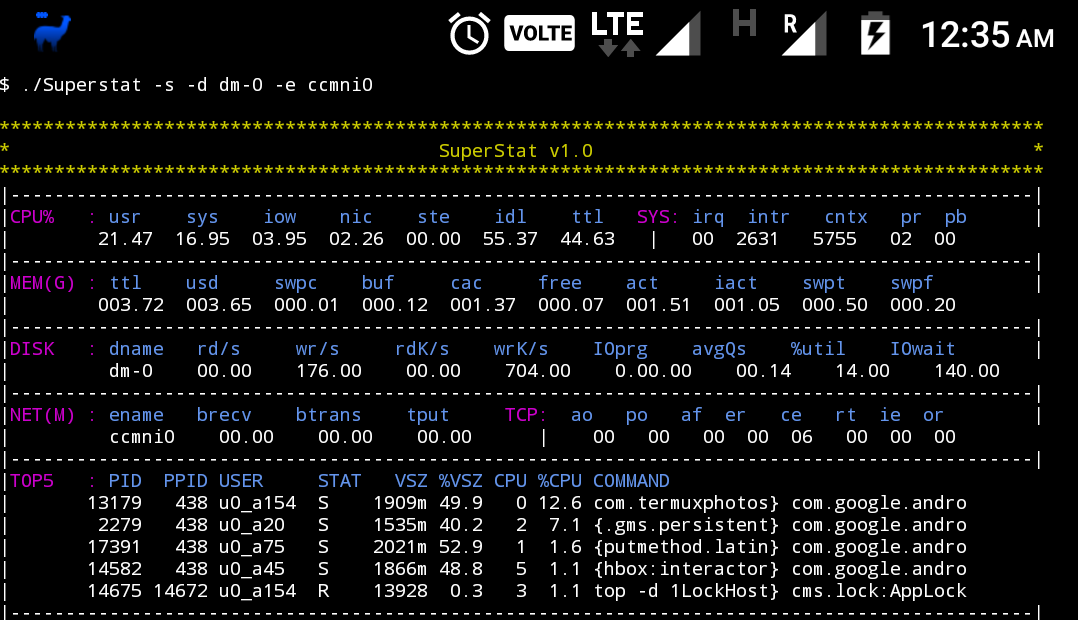 VOLTE LTE H R 12:35 AM
$ ./Superstat -s -d dm-0 -e ccmni0
***********************************************************************************************
* SuperStat v1.0 *
***********************************************************************************************
|---------------------------------------------------------------------------------------------|
|CPU% : usr sys iow nic ste idl ttl SYS: irq intr cntx pr pb |
| 21.47 16.95 03.95 02.26 00.00 55.37 44.63 | 00 2631 5755 02 00
|---------------------------------------------------------------------------------------------|
|MEM(G) : ttl usd swpc buf cac free act iact swpt swpf |
| 003.72 003.65 000.01 000.12 001.37 000.07 001.51 001.05 000.50 000.20
|---------------------------------------------------------------------------------------------|
|DISK : dname rd/s wr/s rdK/s wrK/s IOprg avgQs %util IOwait |
| dm-0 00.00 176.00 00.00 704.00 0.00.00 00.14 14.00 140.00
|---------------------------------------------------------------------------------------------|
|NET(M) : ename brecv btrans tput TCP: ao po af er ce rt ie or |
| ccmni0 00.00 00.00 00.00 | 00 00 00 00 06 00 00 00
|---------------------------------------------------------------------------------------------|
|TOP5 : PID PPID USER STAT VSZ %VSZ CPU %CPU COMMAND
| 13179 438 u0_a154 S 1909m 49.9 0 12.6 com.termuxphotos} com.google.andro
| 2279 438 u0_a20 S 1535m 40.2 2 7.1 {.gms.persistent} com.google.andro
| 17391 438 u0_a75 S 2021m 52.9 1 1.6 {putmethod.latin} com.google.andro
| 14582 438 u0_a45 S 1866m 48.8 5 1.1 {hbox:interactor} com.google.andro
| 14675 14672 u0_a154 R 13928 0.3 3 1.1 top -d 1LockHost} cms.lock:AppLock
|---------------------------------------------------------------------------------------------|